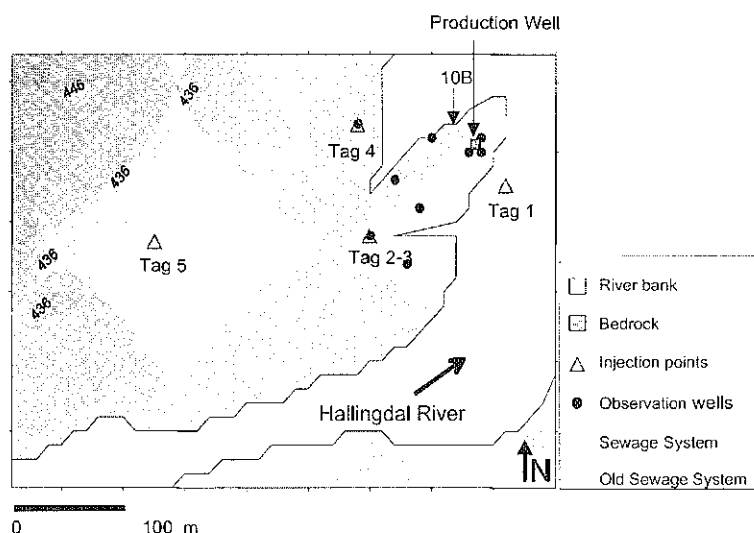 Production Well
10B
446
436
Tag 4
436
Tag 1
436
Tag 5
Tag 2-3
436
River bank
Bedrock
Injection points
Hallingdal River
Observation wells
Sewage System
N
Old Sewage System
0 100 m